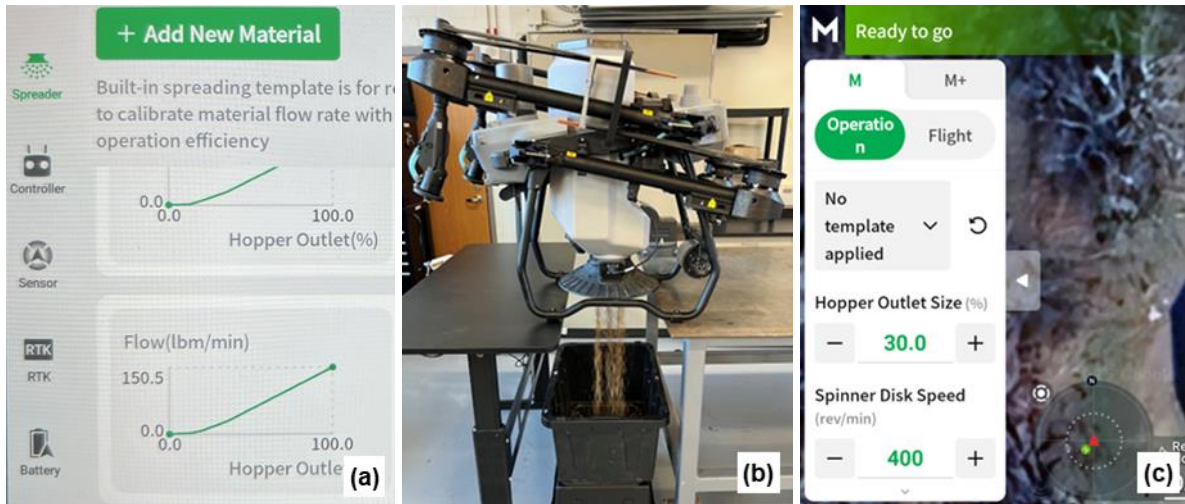 + Add New Material
Spreader
Built-in spreading template is for re
to calibrate material flow rate with
operation efficiency
Controller
0.0
0.0
100.0
Hopper Outlet(%)
Sensor
Flow(lbm/min)
RTK
RTK
150.5
0.0
0.0
100.0
Battery
Hopper Outlet
(a)
(b)
M
Ready to go
M
M+
Operatio
n
Flight
No
template
applied
Hopper Outlet Size (%)
− 30.0 +
Spinner Disk Speed
(rev/min)
− 400 +
N
(c)